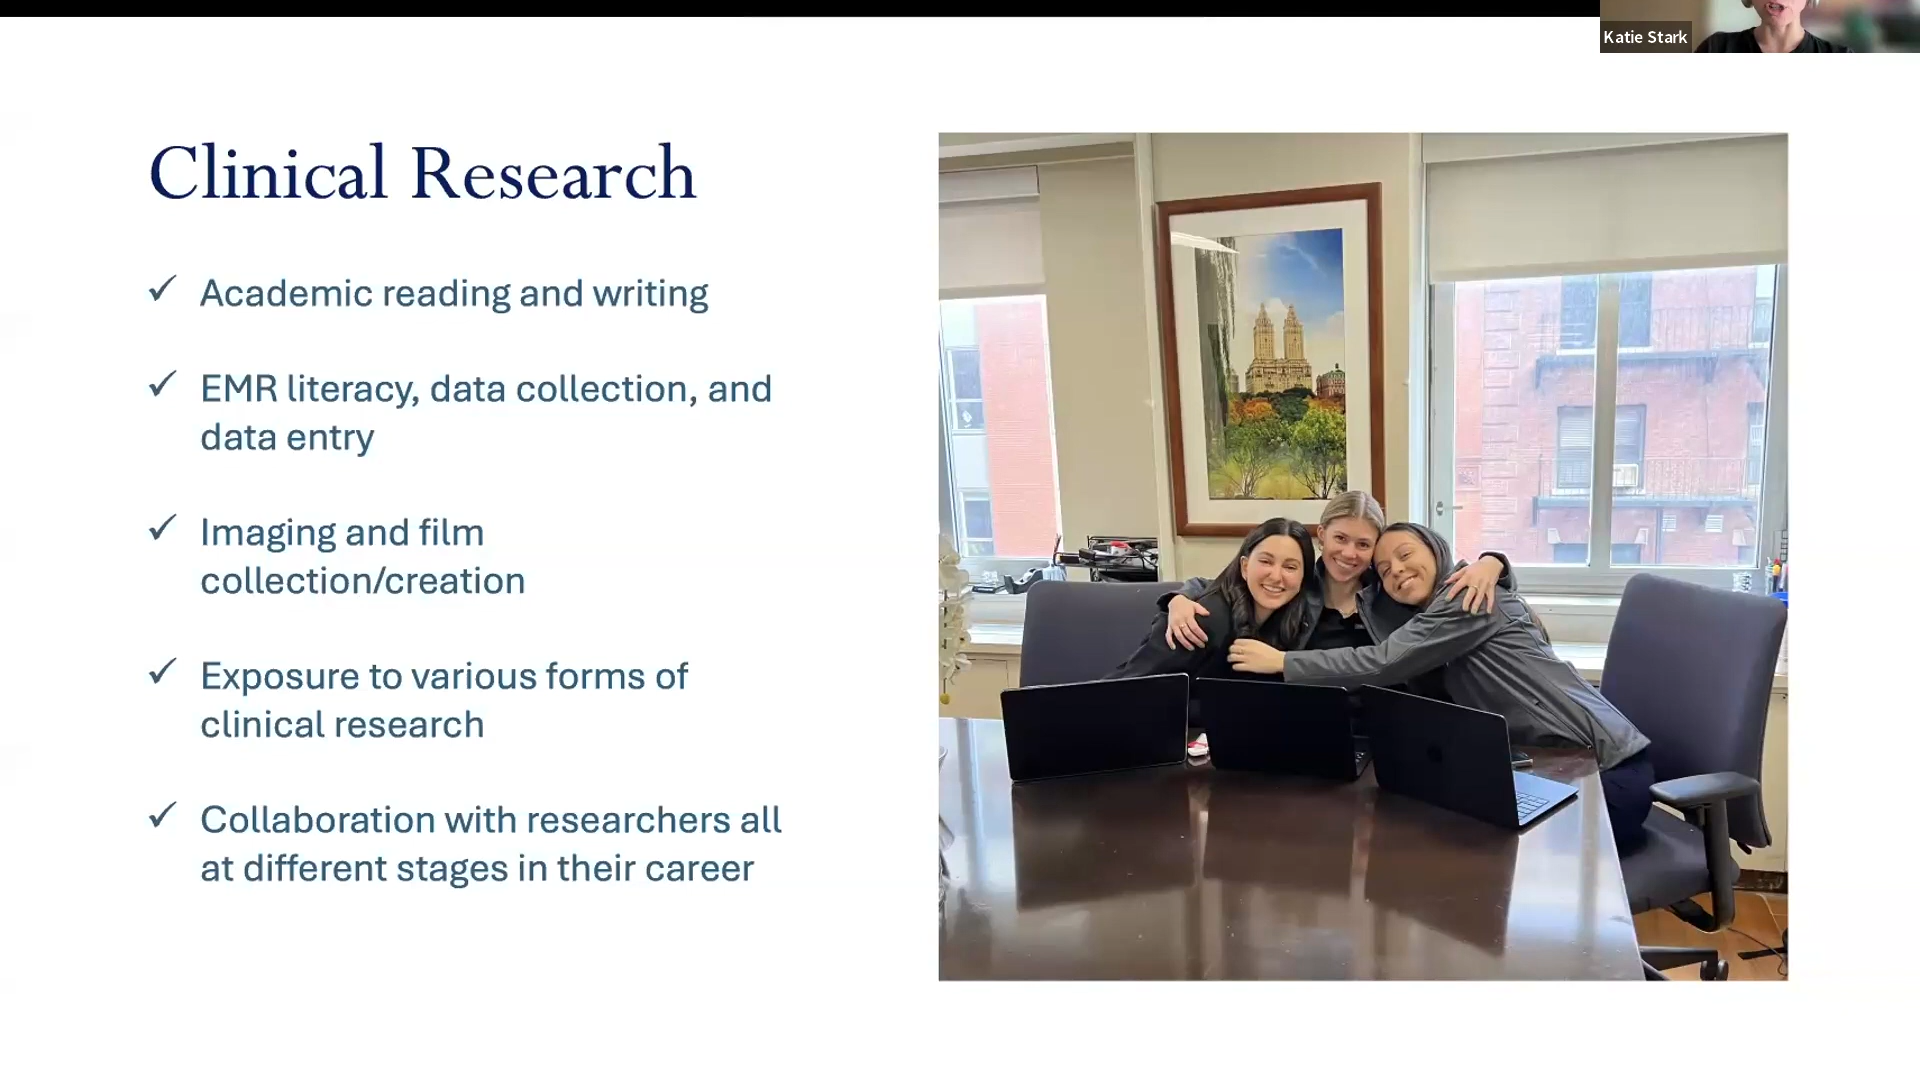 Katie Stark
Clinical Research
✓ Academic reading and writing
✓ EMR literacy, data collection, and
data entry
✓ Imaging and film
collection/creation
✓ Exposure to various forms of
clinical research
✓ Collaboration with researchers all
at different stages in their career